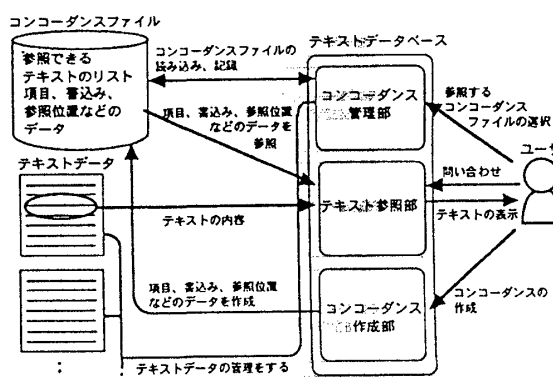 コンコーダンスファイル
参照できる
テキストのリスト
項目、書込み、
参照位置などの
データ
コンコーダンスファイルの
読み込み、記録
テキストデータベース
コンコーダンス
管理部
参照する
コンコーダンス
ファイルの選択
項目、書込み、参照位置
などのデータを
参照
ユーザ
テキストデータ
問い合わせ
テキスト参照部
テキストの内容
テキストの表示
項目、書込み、参照位置
などのデータを作成
コンコーダンス
作成部
コンコーダンスの
作成
テキストデータの管理をする